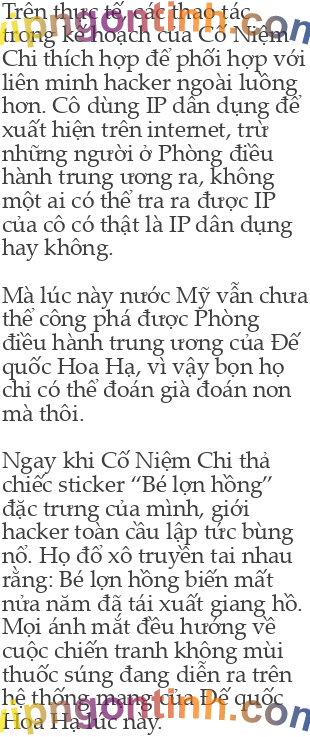 Trên thực tế, các thao tác
trong kế hoạch của Cố Niệm
Chi thích hợp để phối hợp với
liên minh hacker ngoài luồng
hơn. Cô dùng IP dân dụng để
xuất hiện trên internet, trừ
những người ở Phòng điều
hành trung ương ra, không
một ai có thể tra ra được IP
của cô có thật là IP dân dụng
hay không.

Mà lúc này nước Mỹ vẫn chưa
thể công phá được Phòng
điều hành trung ương của Đế
quốc Hoa Hạ, vì vậy bọn họ
chỉ có thể đoán già đoán non
mà thôi.

Ngay khi Cố Niệm Chi thả
chiếc sticker “Bé lợn hồng”
đặc trưng của mình, giới
hacker toàn cầu lập tức bùng
nổ. Họ đổ xô truyền tai nhau
rằng: Bé lợn hồng biến mất
nửa năm đã tái xuất giang hồ.
Mọi ánh mắt đều hướng về
cuộc chiến tranh không mùi
thuốc súng đang diễn ra trên
hệ thống mạng của Đế quốc
Hoa Hạ lúc này.